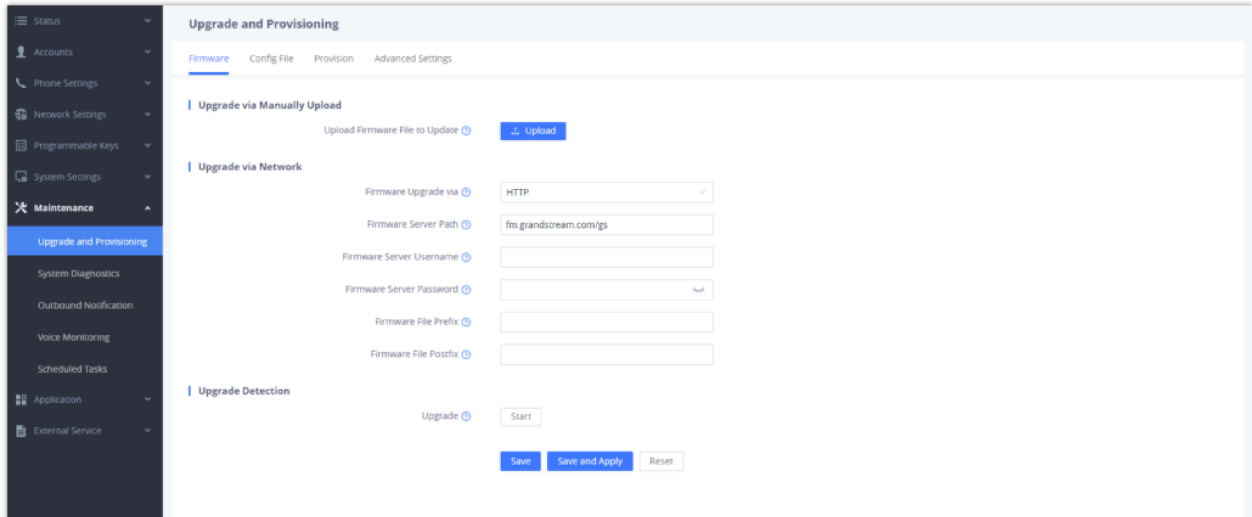 Status
Accounts
Phone Settings
Network Settings
Programmable Keys
System Settings
Maintenance
Upgrade and Provisioning
System Diagnostics
Outbound Notification
Voice Monitoring
Scheduled Tasks
Application
External Service
Upgrade and Provisioning
Firmware Config File Provision Advanced Settings
Upgrade via Manually Upload
Upload Firmware File to Update Upload
Upgrade via Network
Firmware Upgrade via HTTP
Firmware Server Path fm.grandstream.com/gs
Firmware Server Username
Firmware Server Password
Firmware File Prefix
Firmware File Postfix
Upgrade Detection
Upgrade Start
Save Save and Apply Reset